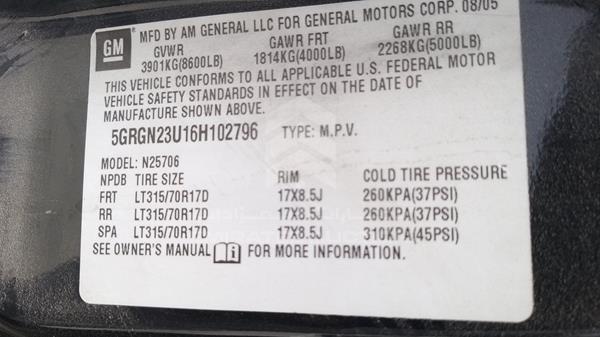 GM
MFD BY AM GENERAL LLC FOR GENERAL MOTORS CORP. 08/05
GVWR GAWR FRT GAWR RR
3901KG(8600LB) 1814KG(4000LB) 2268KG(5000LB)
THIS VEHICLE CONFORMS TO ALL APPLICABLE U.S. FEDERAL MOTOR
VEHICLE SAFETY STANDARDS IN EFFECT ON THE DATE OF
MANUFACTURE SHOWN ABOVE.
5GRGN23U16H102796 TYPE: M.P.V.
MODEL: N25706
NPDB TIRE SIZE RIM COLD TIRE PRESSURE
FRT LT315/70R17D 17X8.5J 260KPA(37PSI)
RR LT315/70R17D 17X8.5J 260KPA(37PSI)
SPA LT315/70R17D 17X8.5J 310KPA(45PSI)
SEE OWNER'S MANUAL i FOR MORE INFORMATION.